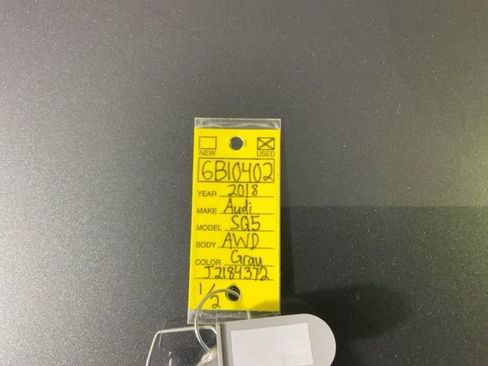 NEW USED
6B10402
YEAR 2018
MAKE Audi
MODEL SQ5
BODY AWD
COLOR Gray
J2184372
1/2